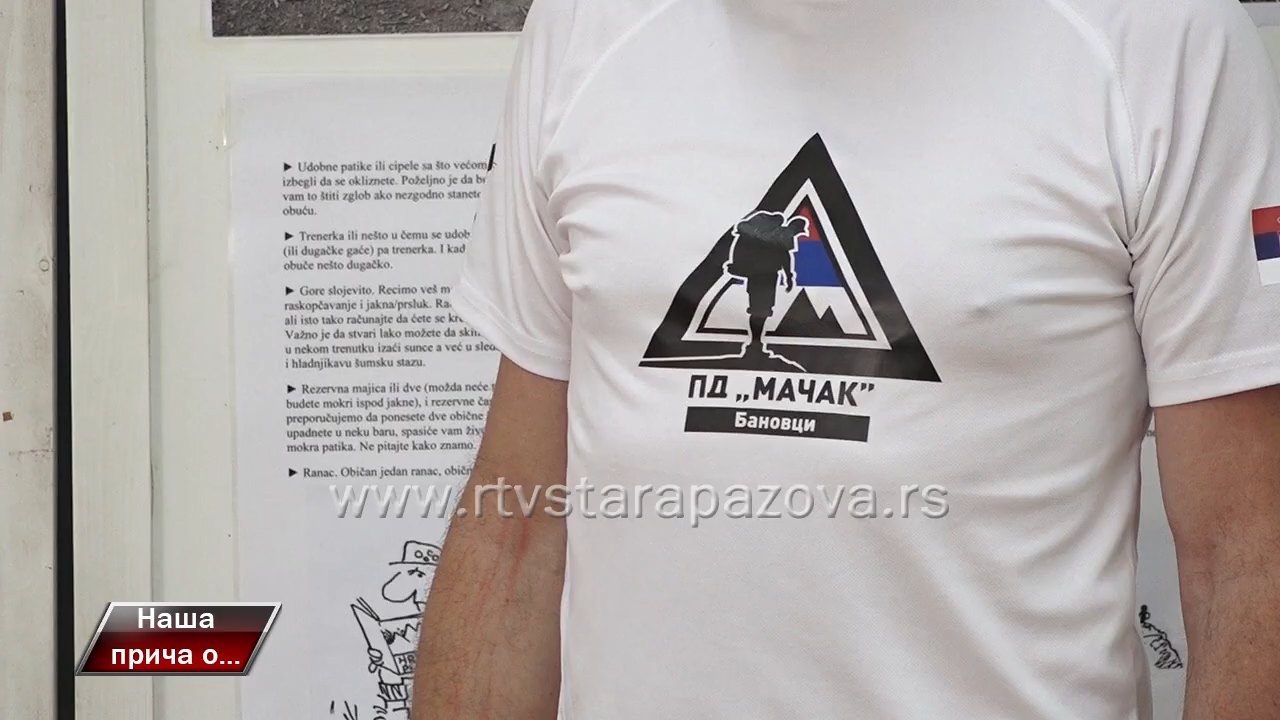 ► Udobne patike ili cipele sa što većom
izbegli da se okliznete. Poželjno je da
vam to štiti zglob ako nezgodno stanete
obuću.
► Trenerka ili nešto u čemu se
(ili dugačke gaće) pa trenerka. I kad
obuče nešto dugačko.
► Gore slojevito. Recimo veš
raskopčavanje i jakna/prsluk.
ali isto tako računajte da ćete se
Važno je da stvari lako možete da
u nekom trenutku izaći sunce a već u
i hladnjikavu šumsku stazu.
► Rezervna majica ili dve (možda neće
budete mokri ispod jakne), i rezervne
preporučujemo da ponesete dve obične
upadnete u neku baru, spasiće vam
mokra patika. Ne pitajte kako znamo.
► Ranac. Običan jedan ranac,
ПД „МАЧАК”
Бановци
www.rtvstarapazova.rs
Наша
прича о...